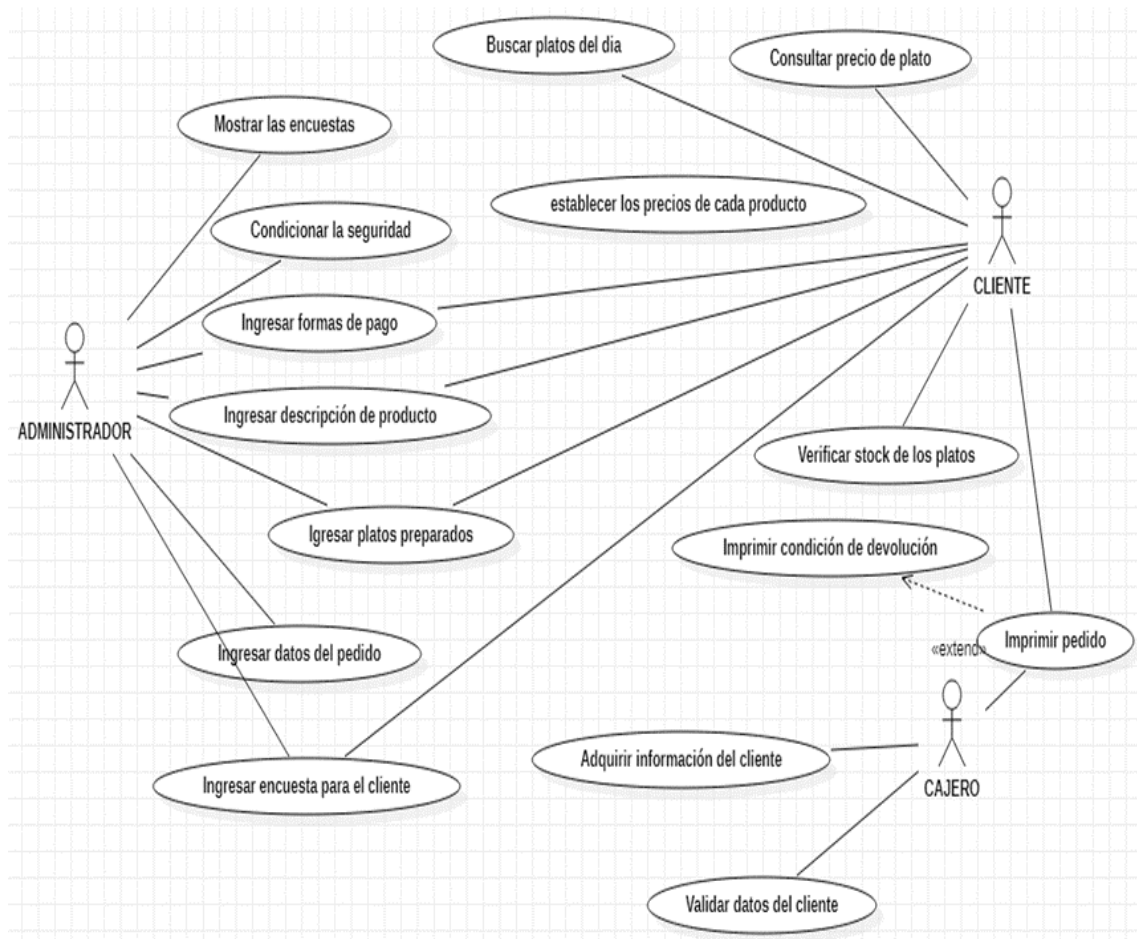 Buscar platos del dia
Consultar precio de plato
Mostrar las encuestas
establecer los precios de cada producto
Condicionar la seguridad
CLIENTE
Ingresar formas de pago
Ingresar descripción de producto
ADMINISTRADOR
Verificar stock de los platos
Igresar platos preparados
Imprimir condición de devolución
Imprimir pedido
«extend»
Ingresar datos del pedido
Adquirir información del cliente
Ingresar encuesta para el cliente
CAJERO
Validar datos del cliente